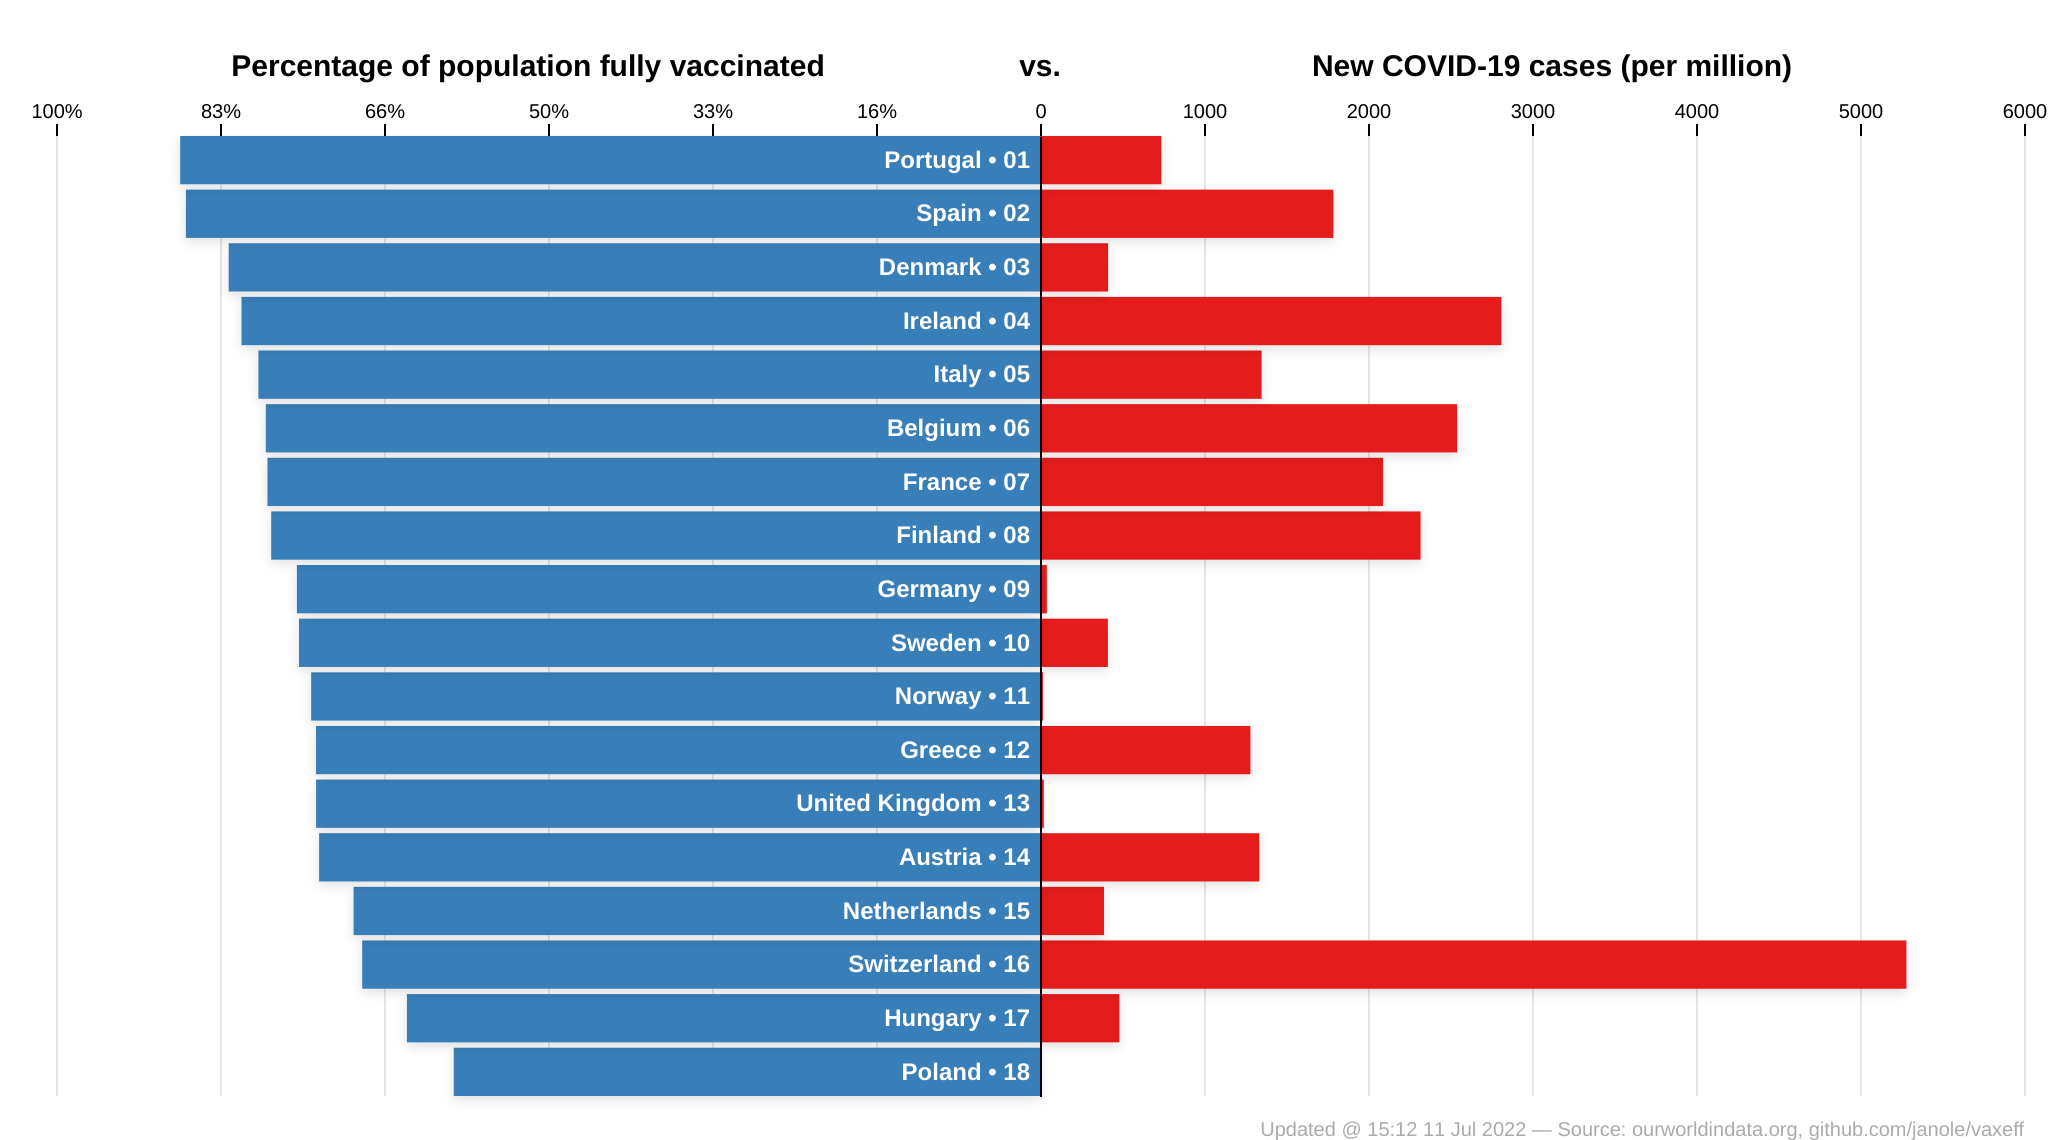 Percentage of population fully vaccinated vs. New COVID-19 cases (per million)
100% 83% 66% 50% 33% 16% 0 1000 2000 3000 4000 5000 6000
Portugal • 01
Spain • 02
Denmark • 03
Ireland • 04
Italy • 05
Belgium • 06
France • 07
Finland • 08
Germany • 09
Sweden • 10
Norway • 11
Greece • 12
United Kingdom • 13
Austria • 14
Netherlands • 15
Switzerland • 16
Hungary • 17
Poland • 18
Updated @ 15:12 11 Jul 2022 — Source: ourworldindata.org, github.com/janole/vaxeff